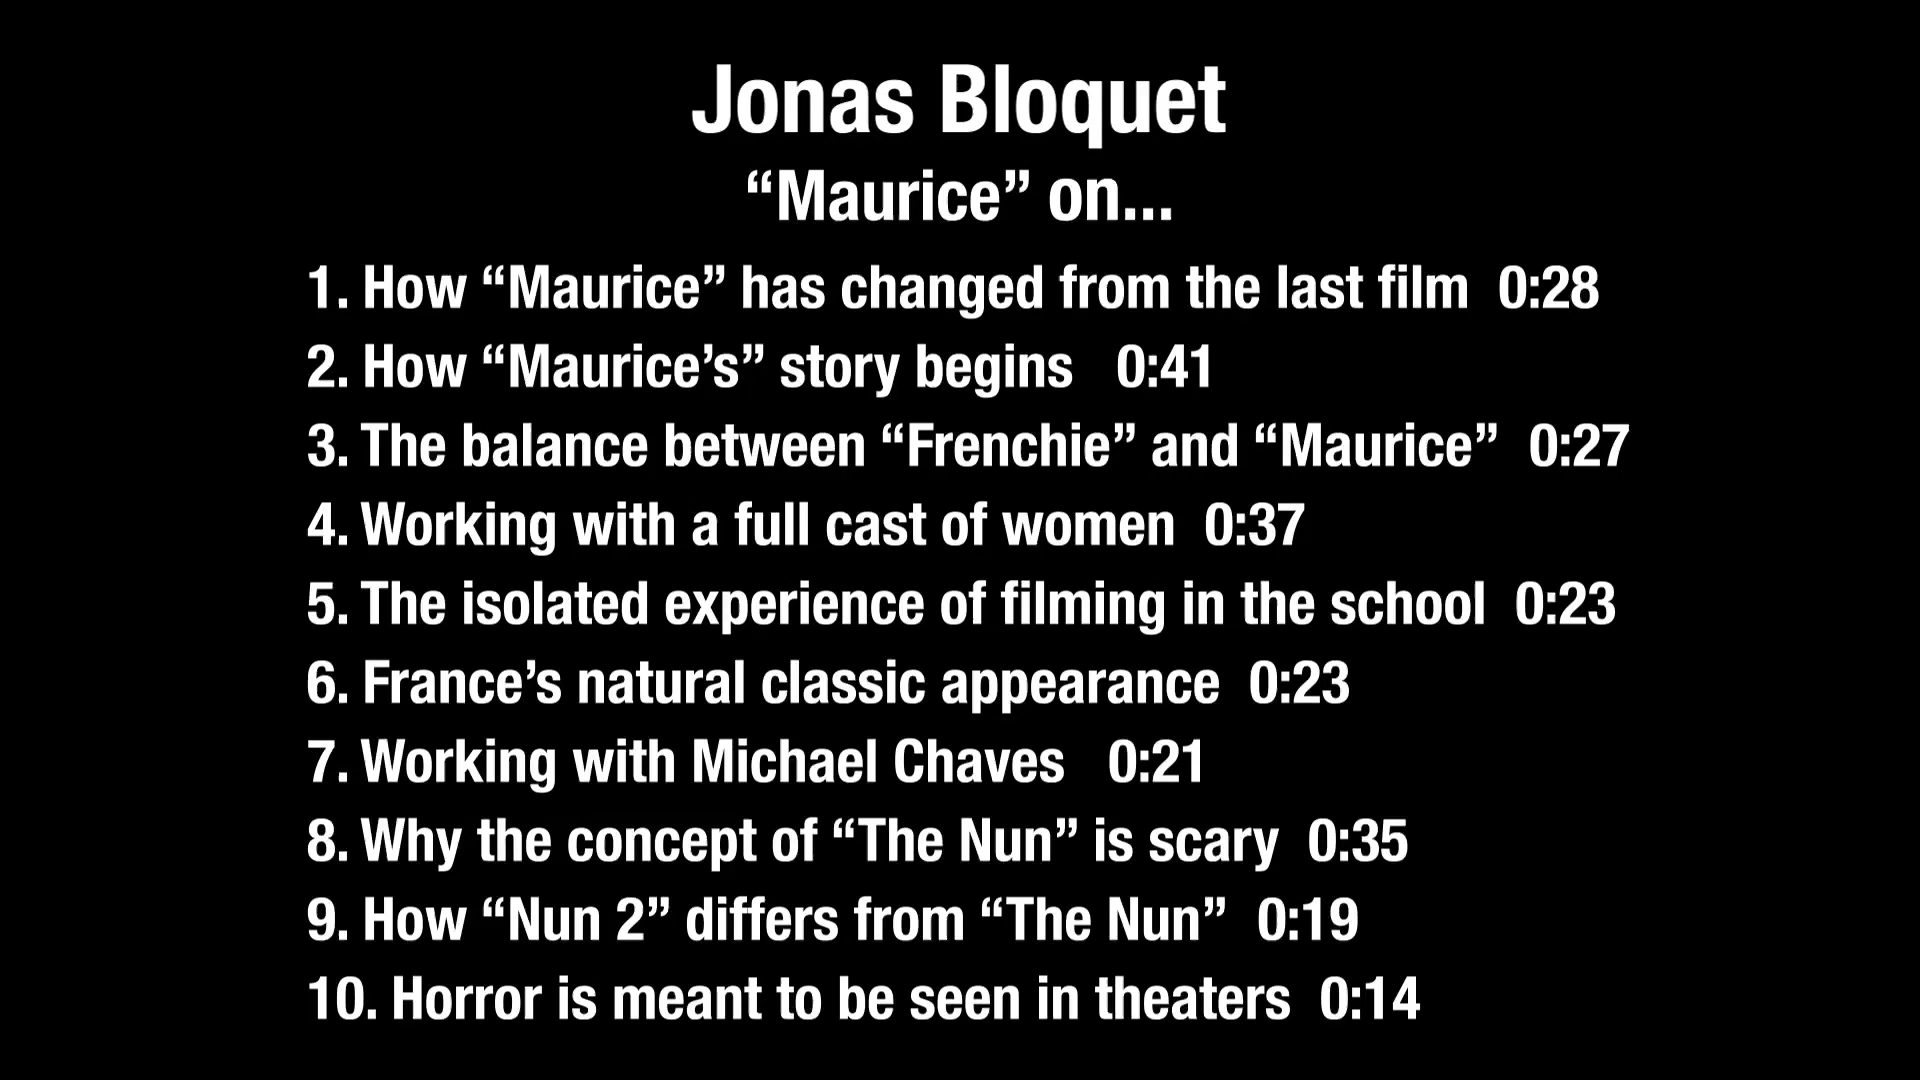 Jonas Bloquet
“Maurice” on...
1. How “Maurice” has changed from the last film  0:28
2. How “Maurice’s” story begins   0:41
3. The balance between “Frenchie” and “Maurice”  0:27
4. Working with a full cast of women  0:37
5. The isolated experience of filming in the school  0:23
6. France’s natural classic appearance  0:23
7. Working with Michael Chaves   0:21
8. Why the concept of “The Nun” is scary  0:35
9. How “Nun 2” differs from “The Nun”  0:19
10. Horror is meant to be seen in theaters  0:14